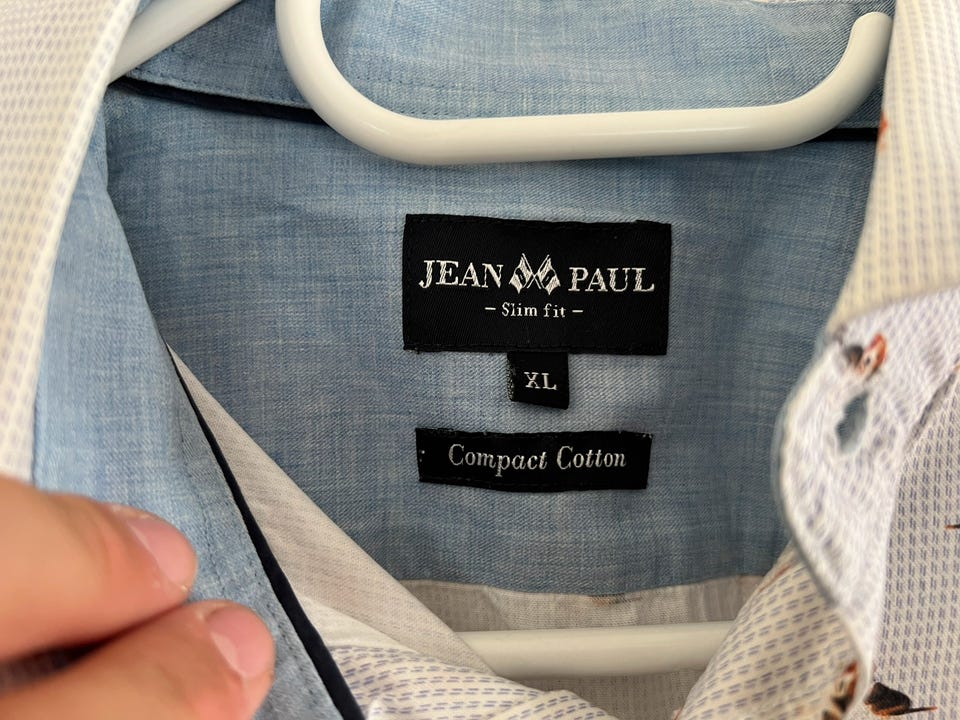 JEAN PAUL
- Slim fit -
XL
Compact Cotton